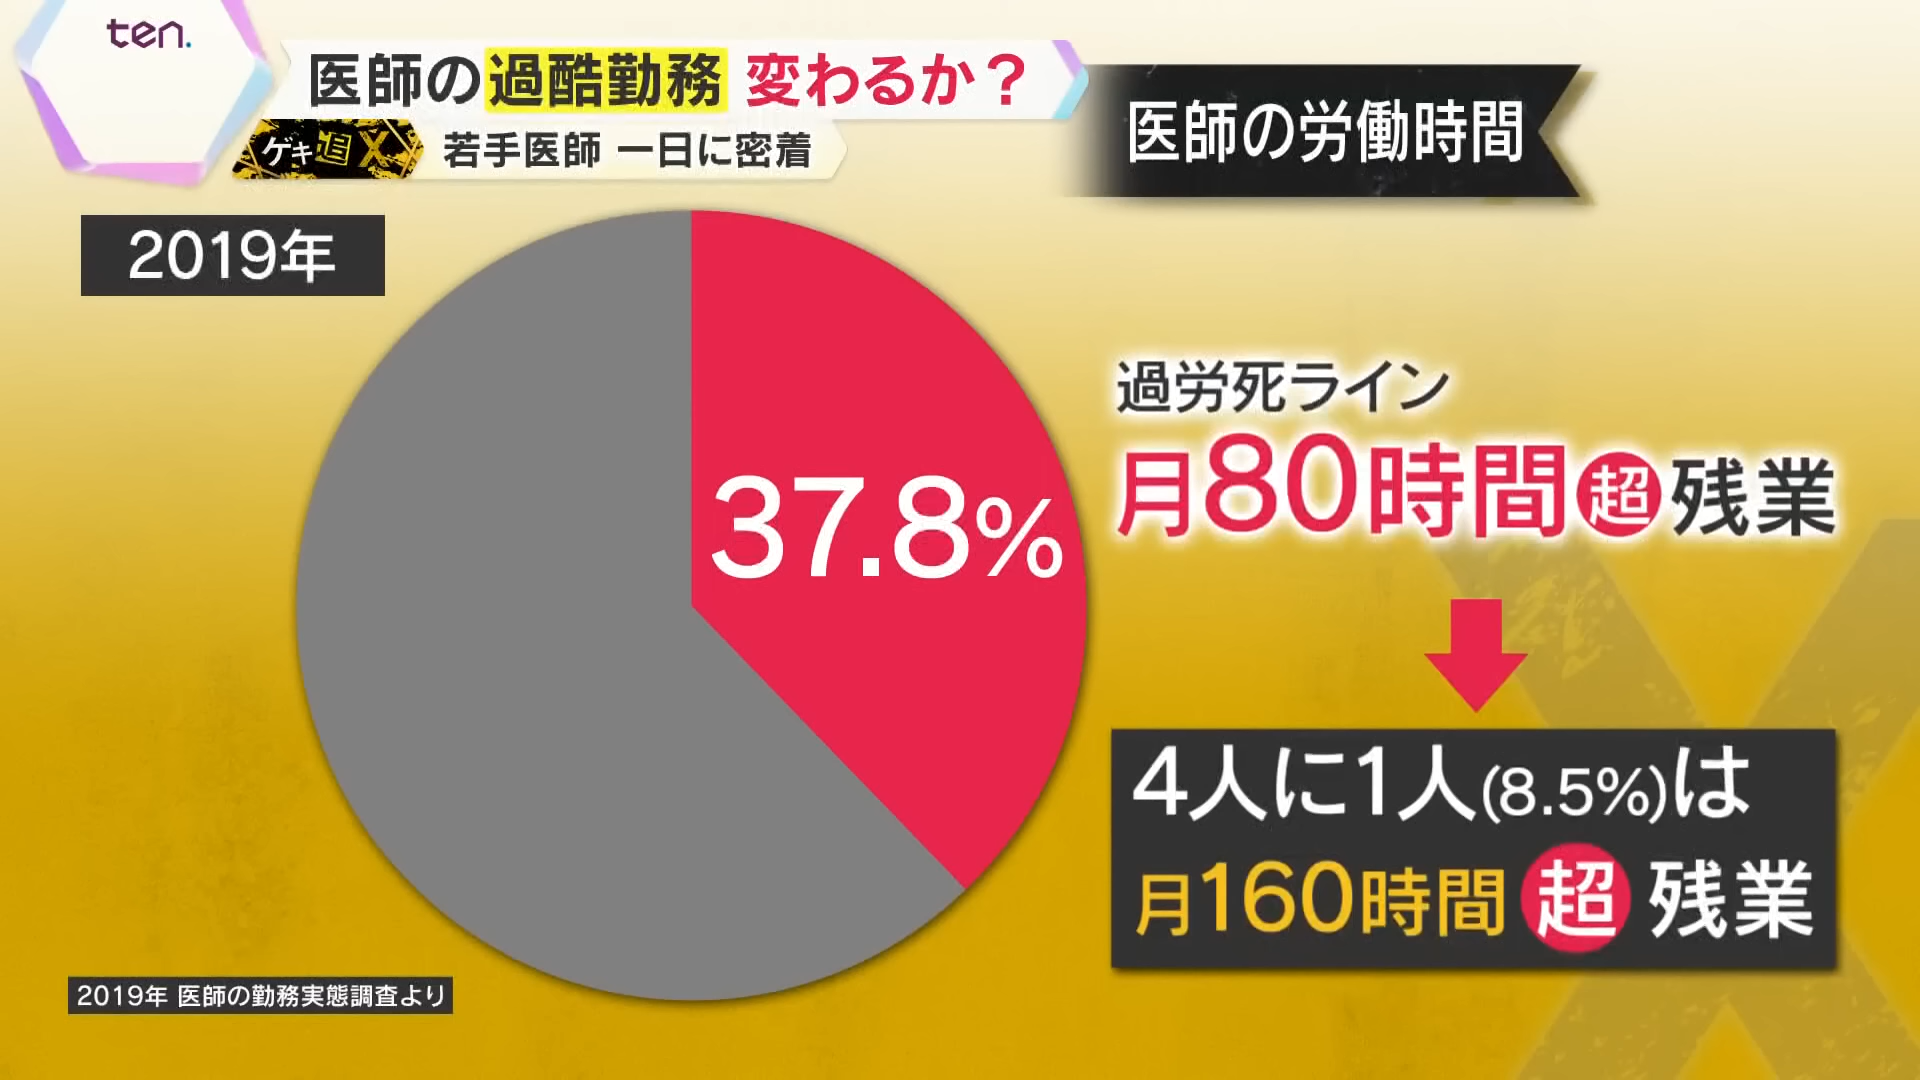 ten.
医師の過酷勤務 変わるか？
ゲキ追X 若手医師 一日に密着
医師の労働時間
2019年
37.8%
過労死ライン
月80時間超残業
4人に1人(8.5%)は
月160時間 超 残業
2019年 医師の勤務実態調査より